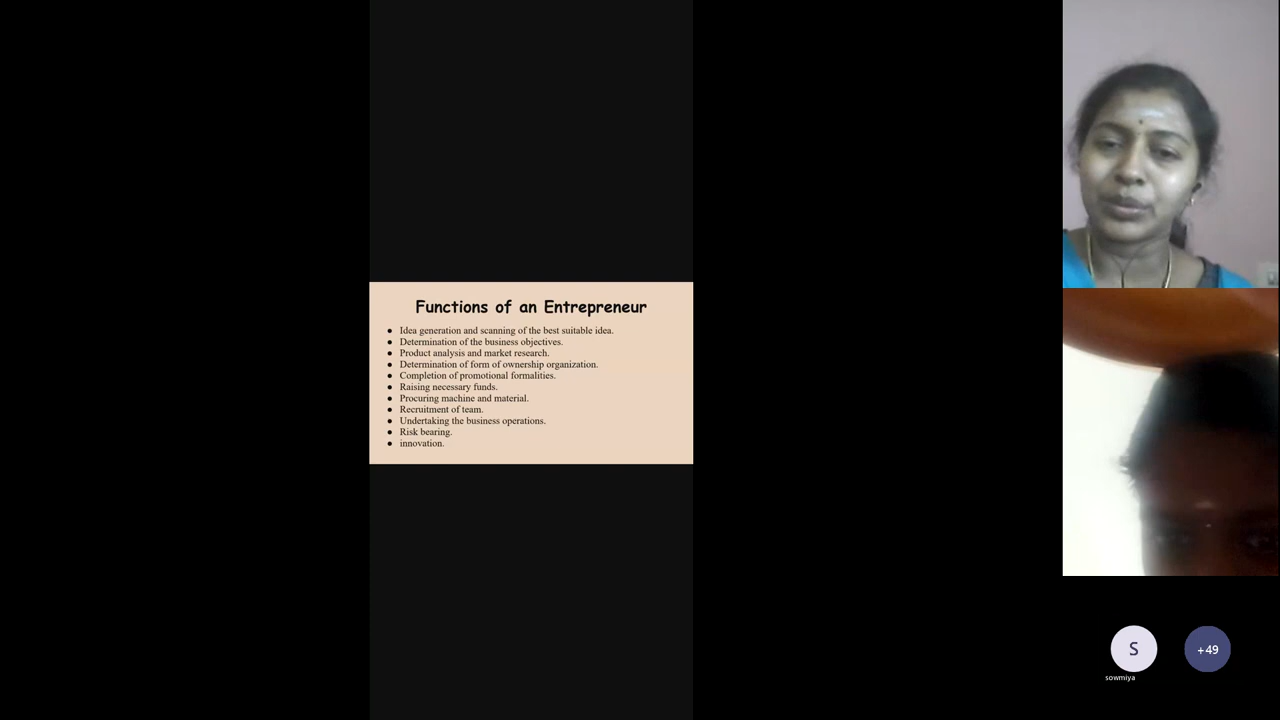 Functions of an Entrepreneur
● Idea generation and scanning of the best suitable idea.
● Determination of the business objectives.
● Product analysis and market research.
● Determination of form of ownership organization.
● Completion of promotional formalities.
● Raising necessary funds.
● Procuring machine and material.
● Recruitment of team.
● Undertaking the business operations.
● Risk bearing.
● innovation.
S
+49
sowmiya